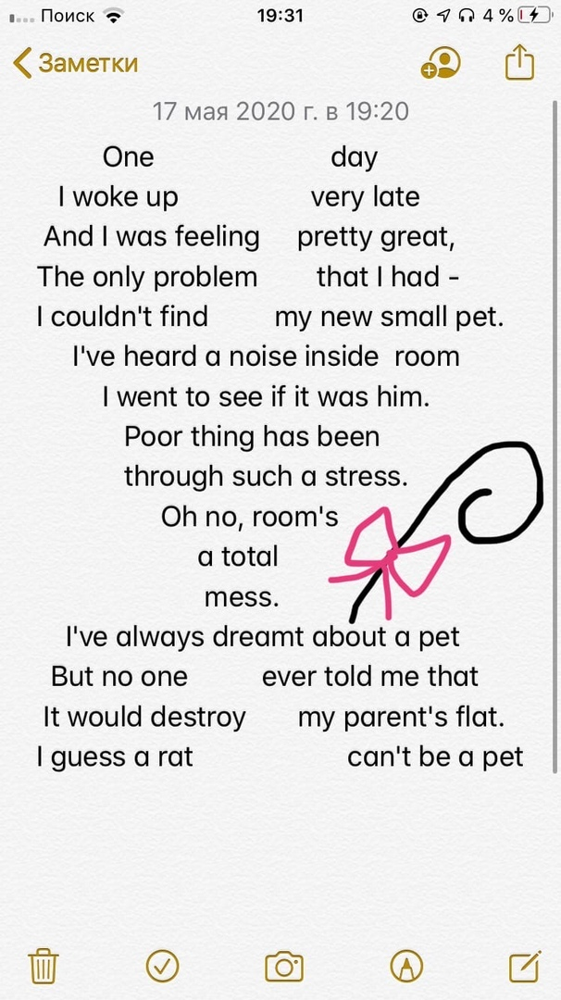 Поиск 19:31 4 %
Заметки
17 мая 2020 г. в 19:20
One day
I woke up very late
And I was feeling pretty great,
The only problem that I had -
I couldn't find my new small pet.
I've heard a noise inside room
I went to see if it was him.
Poor thing has been
through such a stress.
Oh no, room's
a total
mess.
I've always dreamt about a pet
But no one ever told me that
It would destroy my parent's flat.
I guess a rat can't be a pet